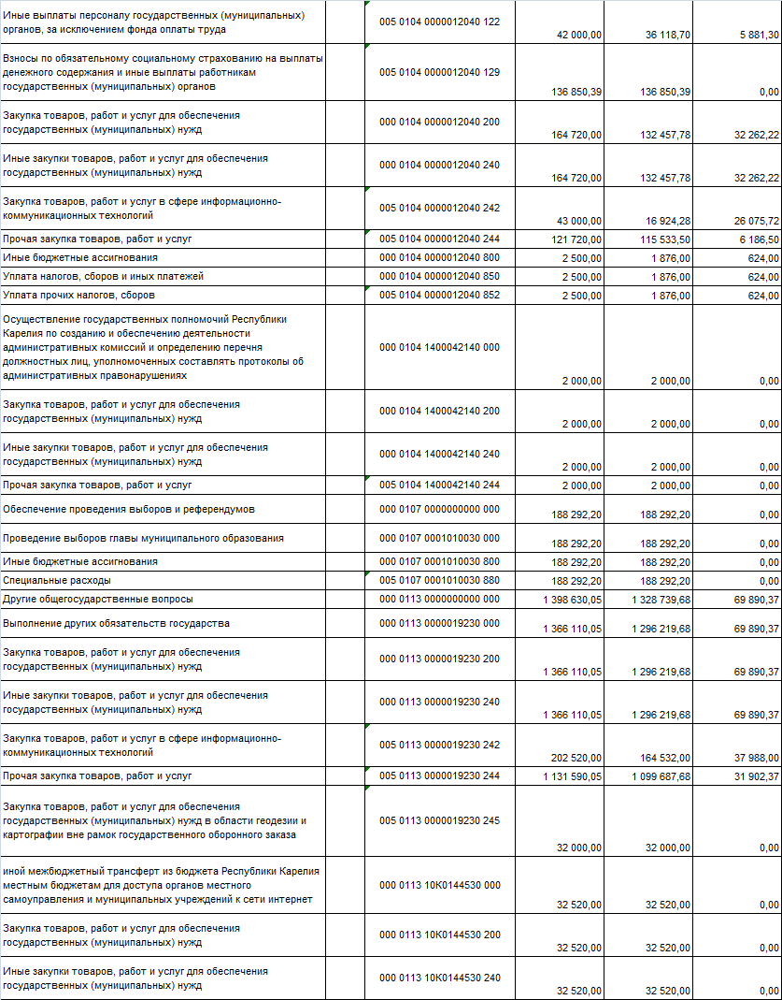 Иные выплаты персоналу государственных (муниципальных)
органов, за исключением фонда оплаты труда
005 0104 0000012040 122
42 000,00 36 118,70 5 881,30
Взносы по обязательному социальному страхованию на выплаты
денежного содержания и иные выплаты работникам
государственных (муниципальных) органов
005 0104 0000012040 129
136 850,39 136 850,39 0,00
Закупка товаров, работ и услуг для обеспечения
государственных (муниципальных) нужд
000 0104 0000012040 200
164 720,00 132 457,78 32 262,22
Иные закупки товаров, работ и услуг для обеспечения
государственных (муниципальных) нужд
000 0104 0000012040 240
164 720,00 132 457,78 32 262,22
Закупка товаров, работ и услуг в сфере информационно-
коммуникационных технологий
005 0104 0000012040 242
43 000,00 16 924,28 26 075,72
Прочая закупка товаров, работ и услуг 005 0104 0000012040 244 121 720,00 115 533,50 6 186,50
Иные бюджетные ассигнования 000 0104 0000012040 800 2 500,00 1 876,00 624,00
Уплата налогов, сборов и иных платежей 000 0104 0000012040 850 2 500,00 1 876,00 624,00
Уплата прочих налогов, сборов 005 0104 0000012040 852 2 500,00 1 876,00 624,00
Осуществление государственных полномочий Республики
Карелия по созданию и обеспечению деятельности
административных комиссий и определению перечня
должностных лиц, уполномоченных составлять протоколы об
административных правонарушениях
000 0104 1400042140 000
2 000,00 2 000,00 0,00
Закупка товаров, работ и услуг для обеспечения
государственных (муниципальных) нужд
000 0104 1400042140 200
2 000,00 2 000,00 0,00
Иные закупки товаров, работ и услуг для обеспечения
государственных (муниципальных) нужд
000 0104 1400042140 240
2 000,00 2 000,00 0,00
Прочая закупка товаров, работ и услуг 005 0104 1400042140 244 2 000,00 2 000,00 0,00
Обеспечение проведения выборов и референдумов 000 0107 0000000000 000 188 292,20 188 292,20 0,00
Проведение выборов главы муниципального образования 000 0107 0001010030 000 188 292,20 188 292,20 0,00
Иные бюджетные ассигнования 000 0107 0001010030 800 188 292,20 188 292,20 0,00
Специальные расходы 005 0107 0001010030 880 188 292,20 188 292,20 0,00
Другие общегосударственные вопросы 000 0113 0000000000 000 1 398 630,05 1 328 739,68 69 890,37
Выполнение других обязательств государства 000 0113 0000019230 000 1 366 110,05 1 296 219,68 69 890,37
Закупка товаров, работ и услуг для обеспечения
государственных (муниципальных) нужд
000 0113 0000019230 200
1 366 110,05 1 296 219,68 69 890,37
Иные закупки товаров, работ и услуг для обеспечения
государственных (муниципальных) нужд
000 0113 0000019230 240
1 366 110,05 1 296 219,68 69 890,37
Закупка товаров, работ и услуг в сфере информационно-
коммуникационных технологий
005 0113 0000019230 242
202 520,00 164 532,00 37 988,00
Прочая закупка товаров, работ и услуг 005 0113 0000019230 244 1 131 590,05 1 099 687,68 31 902,37
Закупка товаров, работ и услуг для обеспечения
государственных (муниципальных) нужд в области геодезии и
картографии вне рамок государственного оборонного заказа
005 0113 0000019230 245
32 000,00 32 000,00 0,00
иной межбюджетный трансферт из бюджета Республики Карелия
местным бюджетам для доступа органов местного
самоуправления и муниципальных учреждений к сети интернет
000 0113 10К0144530 000
32 520,00 32 520,00 0,00
Закупка товаров, работ и услуг для обеспечения
государственных (муниципальных) нужд
000 0113 10К0144530 200
32 520,00 32 520,00 0,00
Иные закупки товаров, работ и услуг для обеспечения
государственных (муниципальных) нужд
000 0113 10К0144530 240
32 520,00 32 520,00 0,00